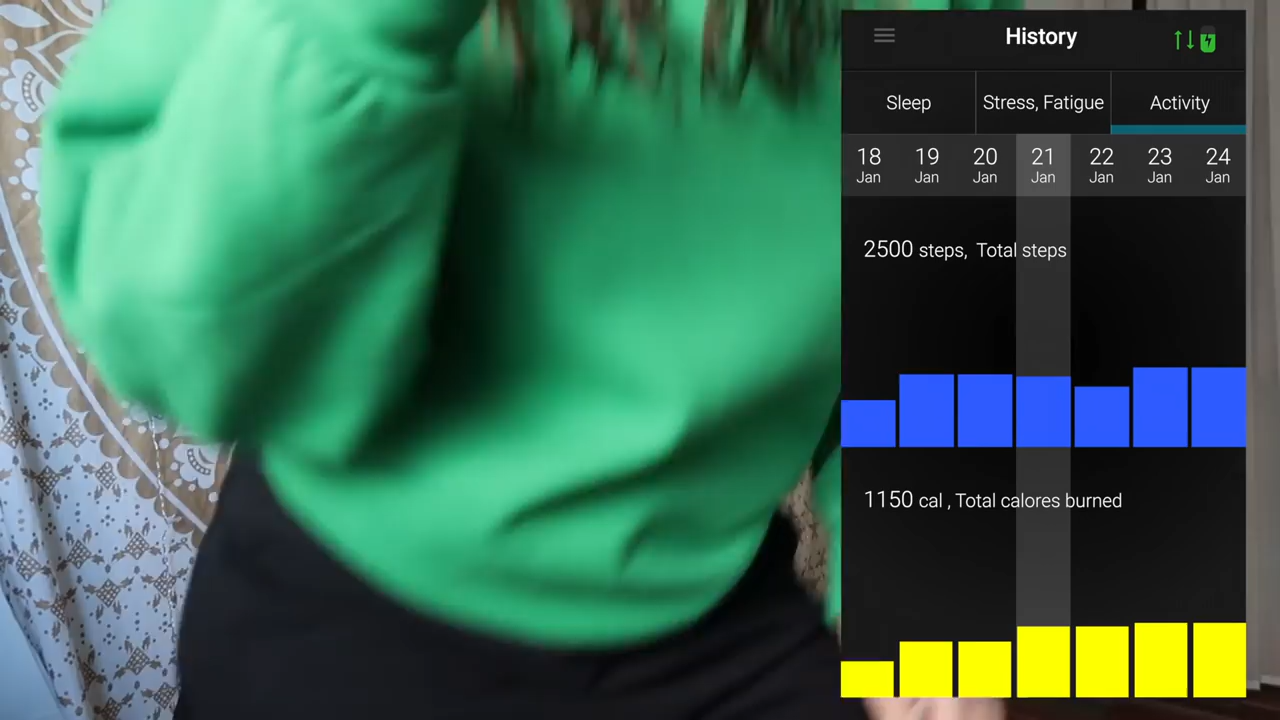 History
Sleep
Stress, Fatigue
Activity
18 19 20 21 22 23 24
Jan Jan Jan Jan Jan Jan Jan
2500 steps, Total steps
1150 cal , Total calores burned